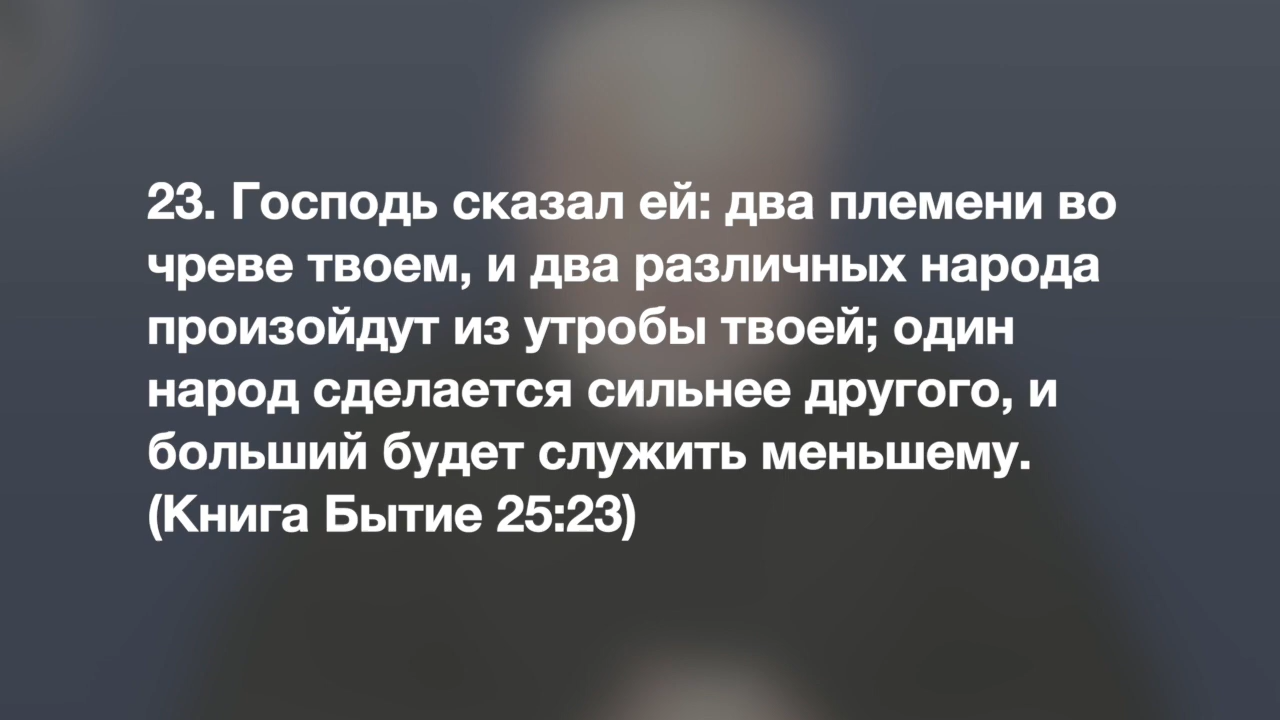 23. Господь сказал ей: два племени во
чреве твоем, и два различных народа
произойдут из утробы твоей; один
народ сделается сильнее другого, и
больший будет служить меньшему.
(Книга Бытие 25:23)